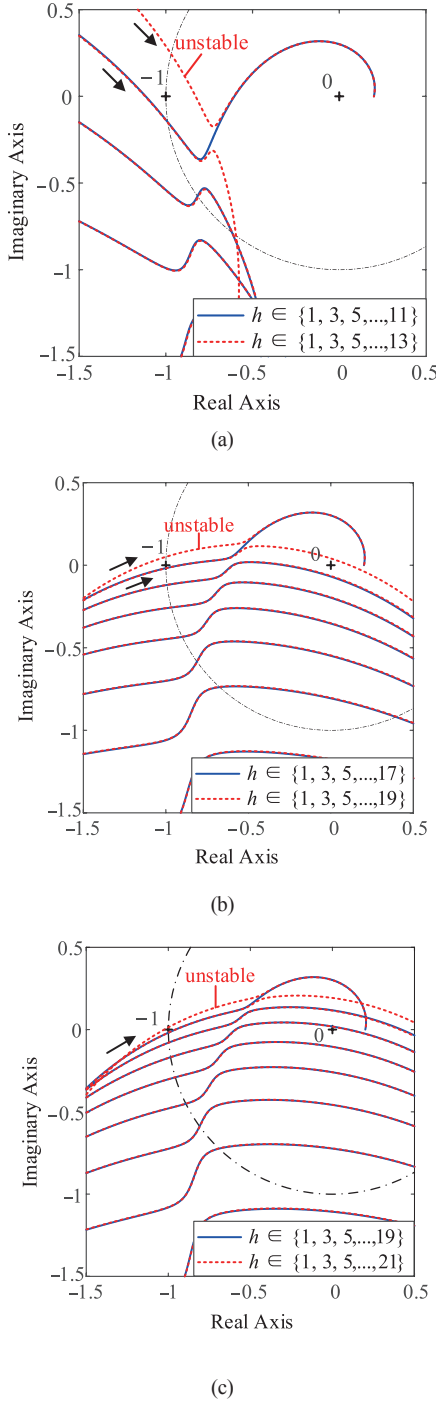 0.5
unstable
−1
0
0
−0.5
−1
−1.5
Imaginary Axis
h ∈ {1, 3, 5,...,11}
h ∈ {1, 3, 5,...,13}
−1.5
−1
−0.5
0
0.5
Real Axis
(a)
0.5
unstable
−1
0
0
−0.5
−1
−1.5
Imaginary Axis
h ∈ {1, 3, 5,...,17}
h ∈ {1, 3, 5,...,19}
−1.5
−1
−0.5
0
0.5
Real Axis
(b)
0.5
unstable
−1
0
0
−0.5
−1
−1.5
Imaginary Axis
h ∈ {1, 3, 5,...,19}
h ∈ {1, 3, 5,...,21}
−1.5
−1
−0.5
0
0.5
Real Axis
(c)